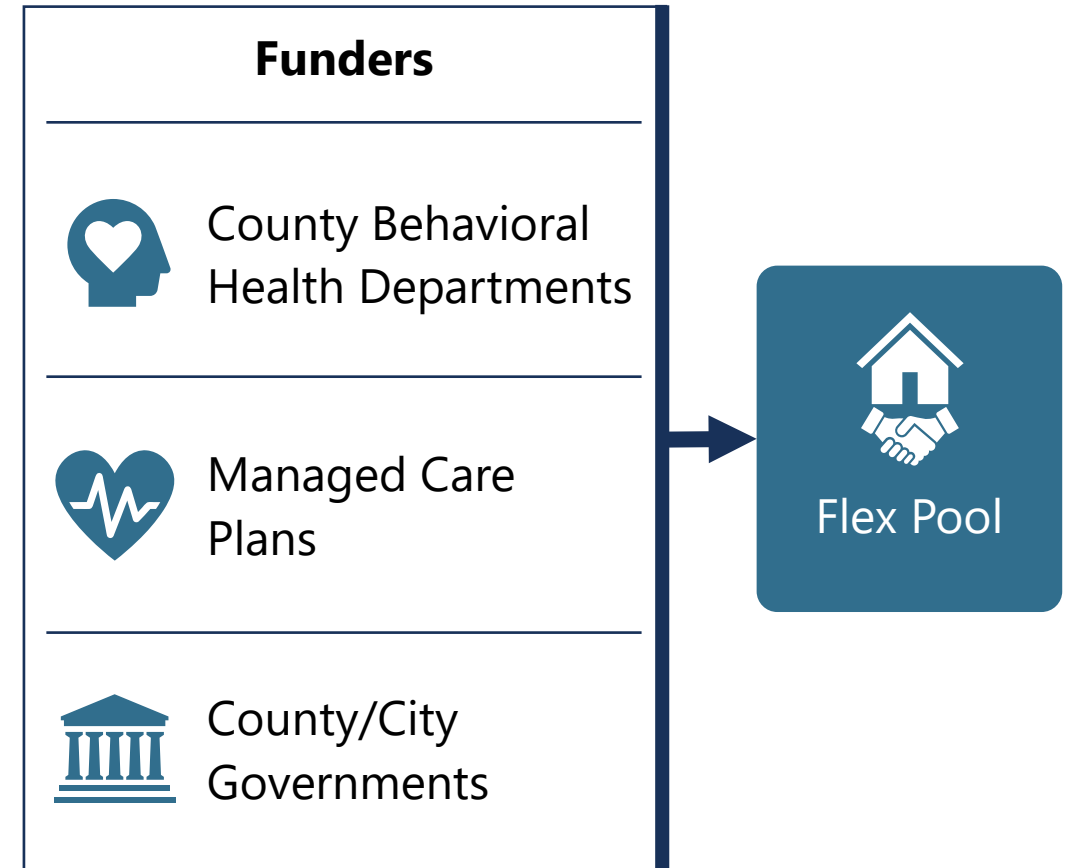 Funders
County Behavioral
Health Departments
Managed Care
Plans
County/City
Governments
Flex Pool